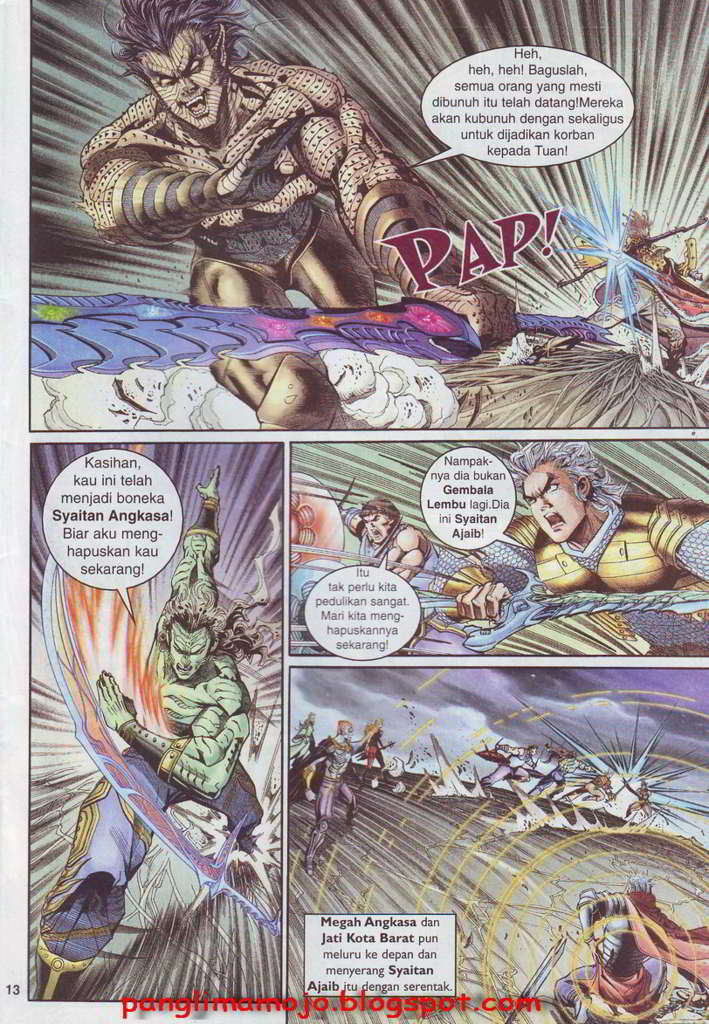 Heh,
heh, heh! Baguslah,
semua orang yang mesti
dibunuh itu telah datang!Mereka
akan kubunuh dengan sekaligus
untuk dijadikan korban
kepada Tuan!
PAP!
Kasihan,
kau ini telah
menjadi boneka
Syaitan Angkasa!
Biar aku meng-
hapuskan kau
sekarang!
Nampak-
nya dia bukan
Gembala
Lembu lagi.Dia
ini Syaitan
Ajaib!
Itu
tak perlu kita
pedulikan sangat.
Mari kita meng-
hapuskannya
sekarang!
Megah Angkasa dan
Jati Kota Barat pun
meluru ke depan dan
menyerang Syaitan
Ajaib itu dengan serentak.
13
panglimamojo.blogspot.com